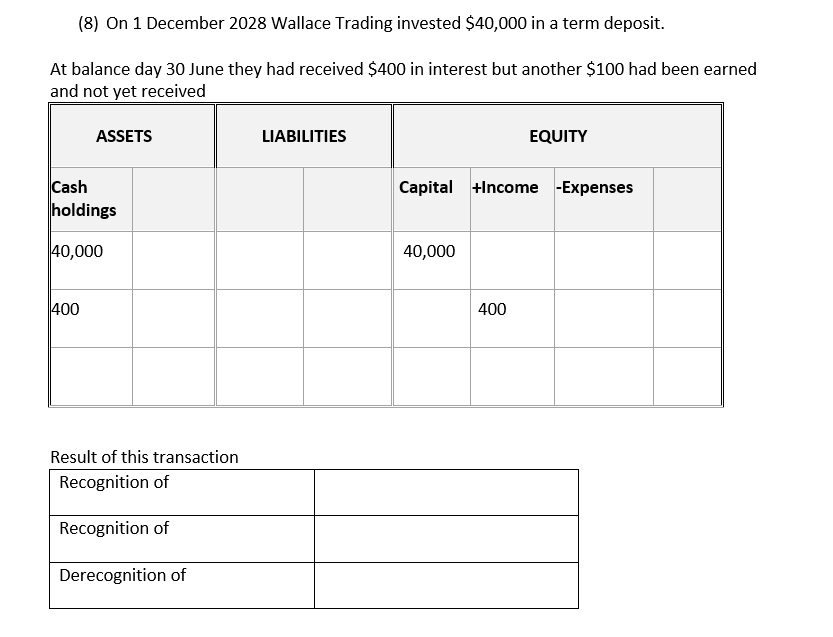 (8) On 1 December 2028 Wallace Trading invested $40,000 in a term deposit.
At balance day 30 June they had received $400 in interest but another $100 had been earned
and not yet received
ASSETS LIABILITIES EQUITY
Cash holdings Capital +Income -Expenses
40,000 40,000
400 400
Result of this transaction
Recognition of
Recognition of
Derecognition of